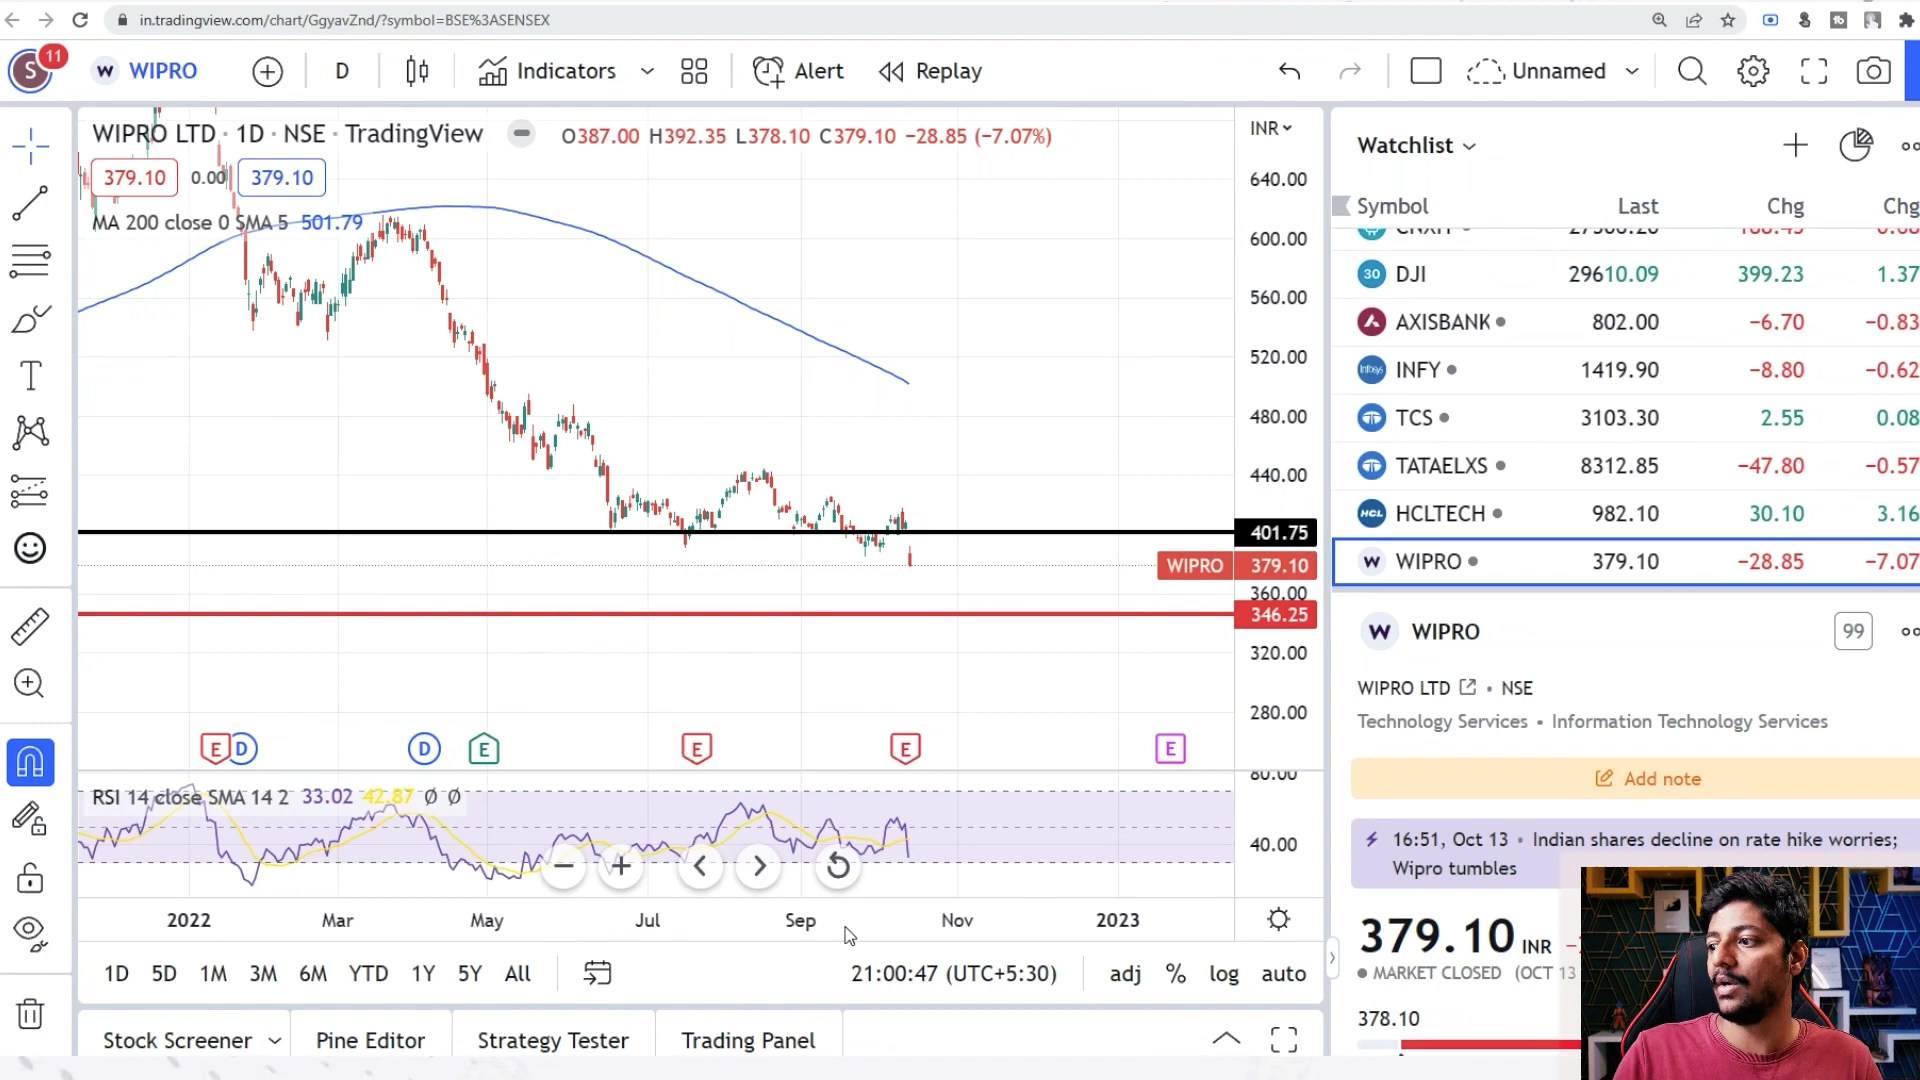 in.tradingview.com/chart/GgyavZnd/?symbol=BSE%3ASENSEX
S 11 W WIPRO D Indicators Alert Replay Unnamed
WIPRO LTD · 1D · NSE · TradingView O387.00 H392.35 L378.10 C379.10 −28.85 (−7.07%)
379.10 0.00 379.10
MA 200 close 0 SMA 5 501.79
INR
640.00
600.00
560.00
520.00
480.00
440.00
401.75
WIPRO 379.10
360.00
346.25
320.00
280.00
E D D E E E E
80.00
RSI 14 close SMA 14 2 33.02 42.87 Ø Ø
40.00
2022 Mar May Jul Sep Nov 2023
1D 5D 1M 3M 6M YTD 1Y 5Y All 21:00:47 (UTC+5:30) adj % log auto
Stock Screener Pine Editor Strategy Tester Trading Panel
Watchlist
Symbol Last Chg Chg
30 DJI 29610.09 399.23 1.37
AXISBANK 802.00 −6.70 −0.83
Infosys INFY 1419.90 −8.80 −0.62
TCS 3103.30 2.55 0.08
TATAELXS 8312.85 −47.80 −0.57
HCL HCLTECH 982.10 30.10 3.16
W WIPRO 379.10 −28.85 −7.07
W WIPRO 99
WIPRO LTD • NSE
Technology Services • Information Technology Services
Add note
16:51, Oct 13 • Indian shares decline on rate hike worries;
Wipro tumbles
379.10 INR
MARKET CLOSED (OCT 13
378.10